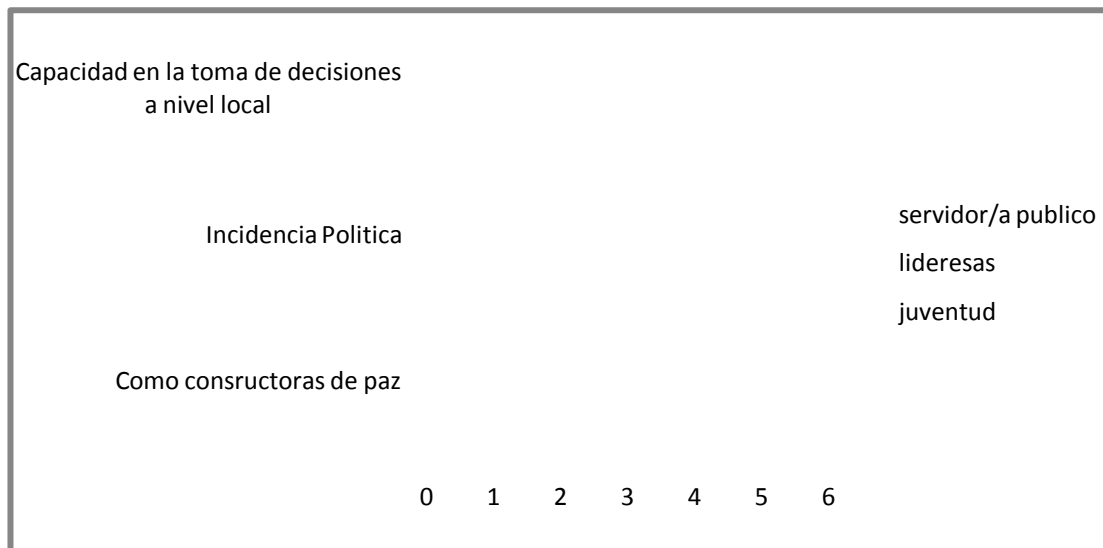 Capacidad en la toma de decisiones
a nivel local
Incidencia Politica
Como consructoras de paz
servidor/a publico
lideresas
juventud
0 1 2 3 4 5 6